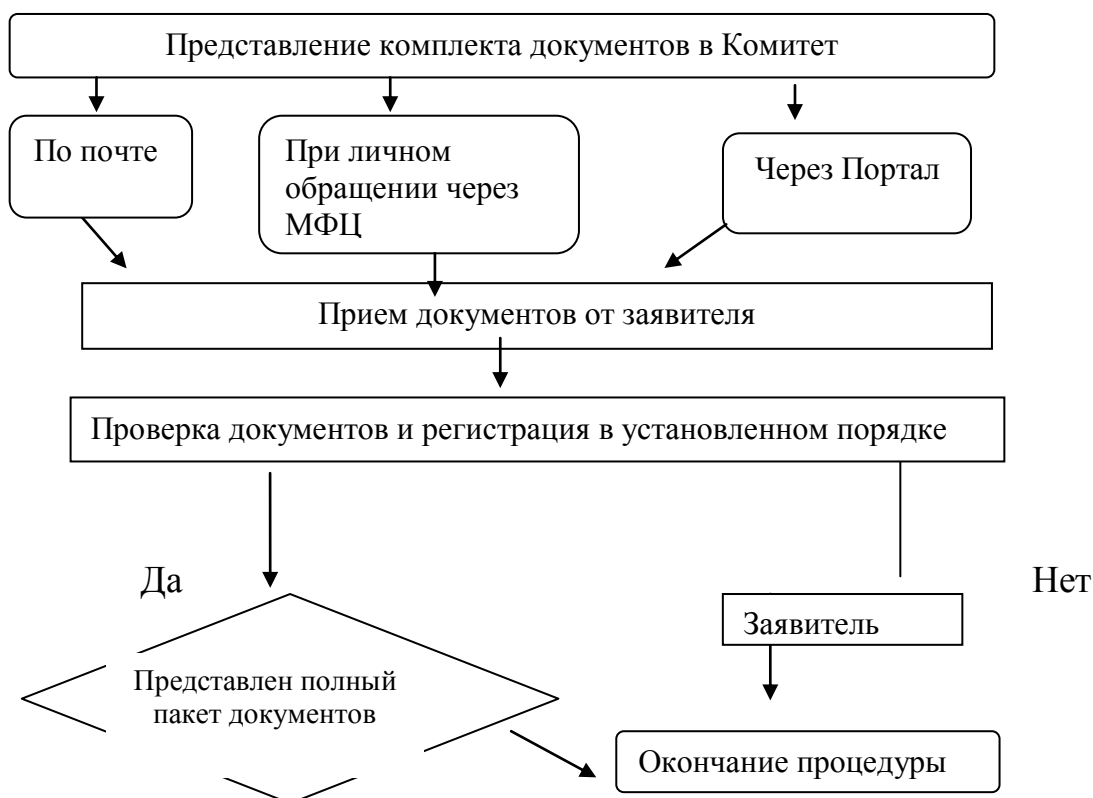 Представление комплекта документов в Комитет
По почте
При личном
обращении через
МФЦ
Через Портал
Прием документов от заявителя
Проверка документов и регистрация в установленном порядке
Да
Нет
Заявитель
Представлен полный
пакет документов
Окончание процедуры